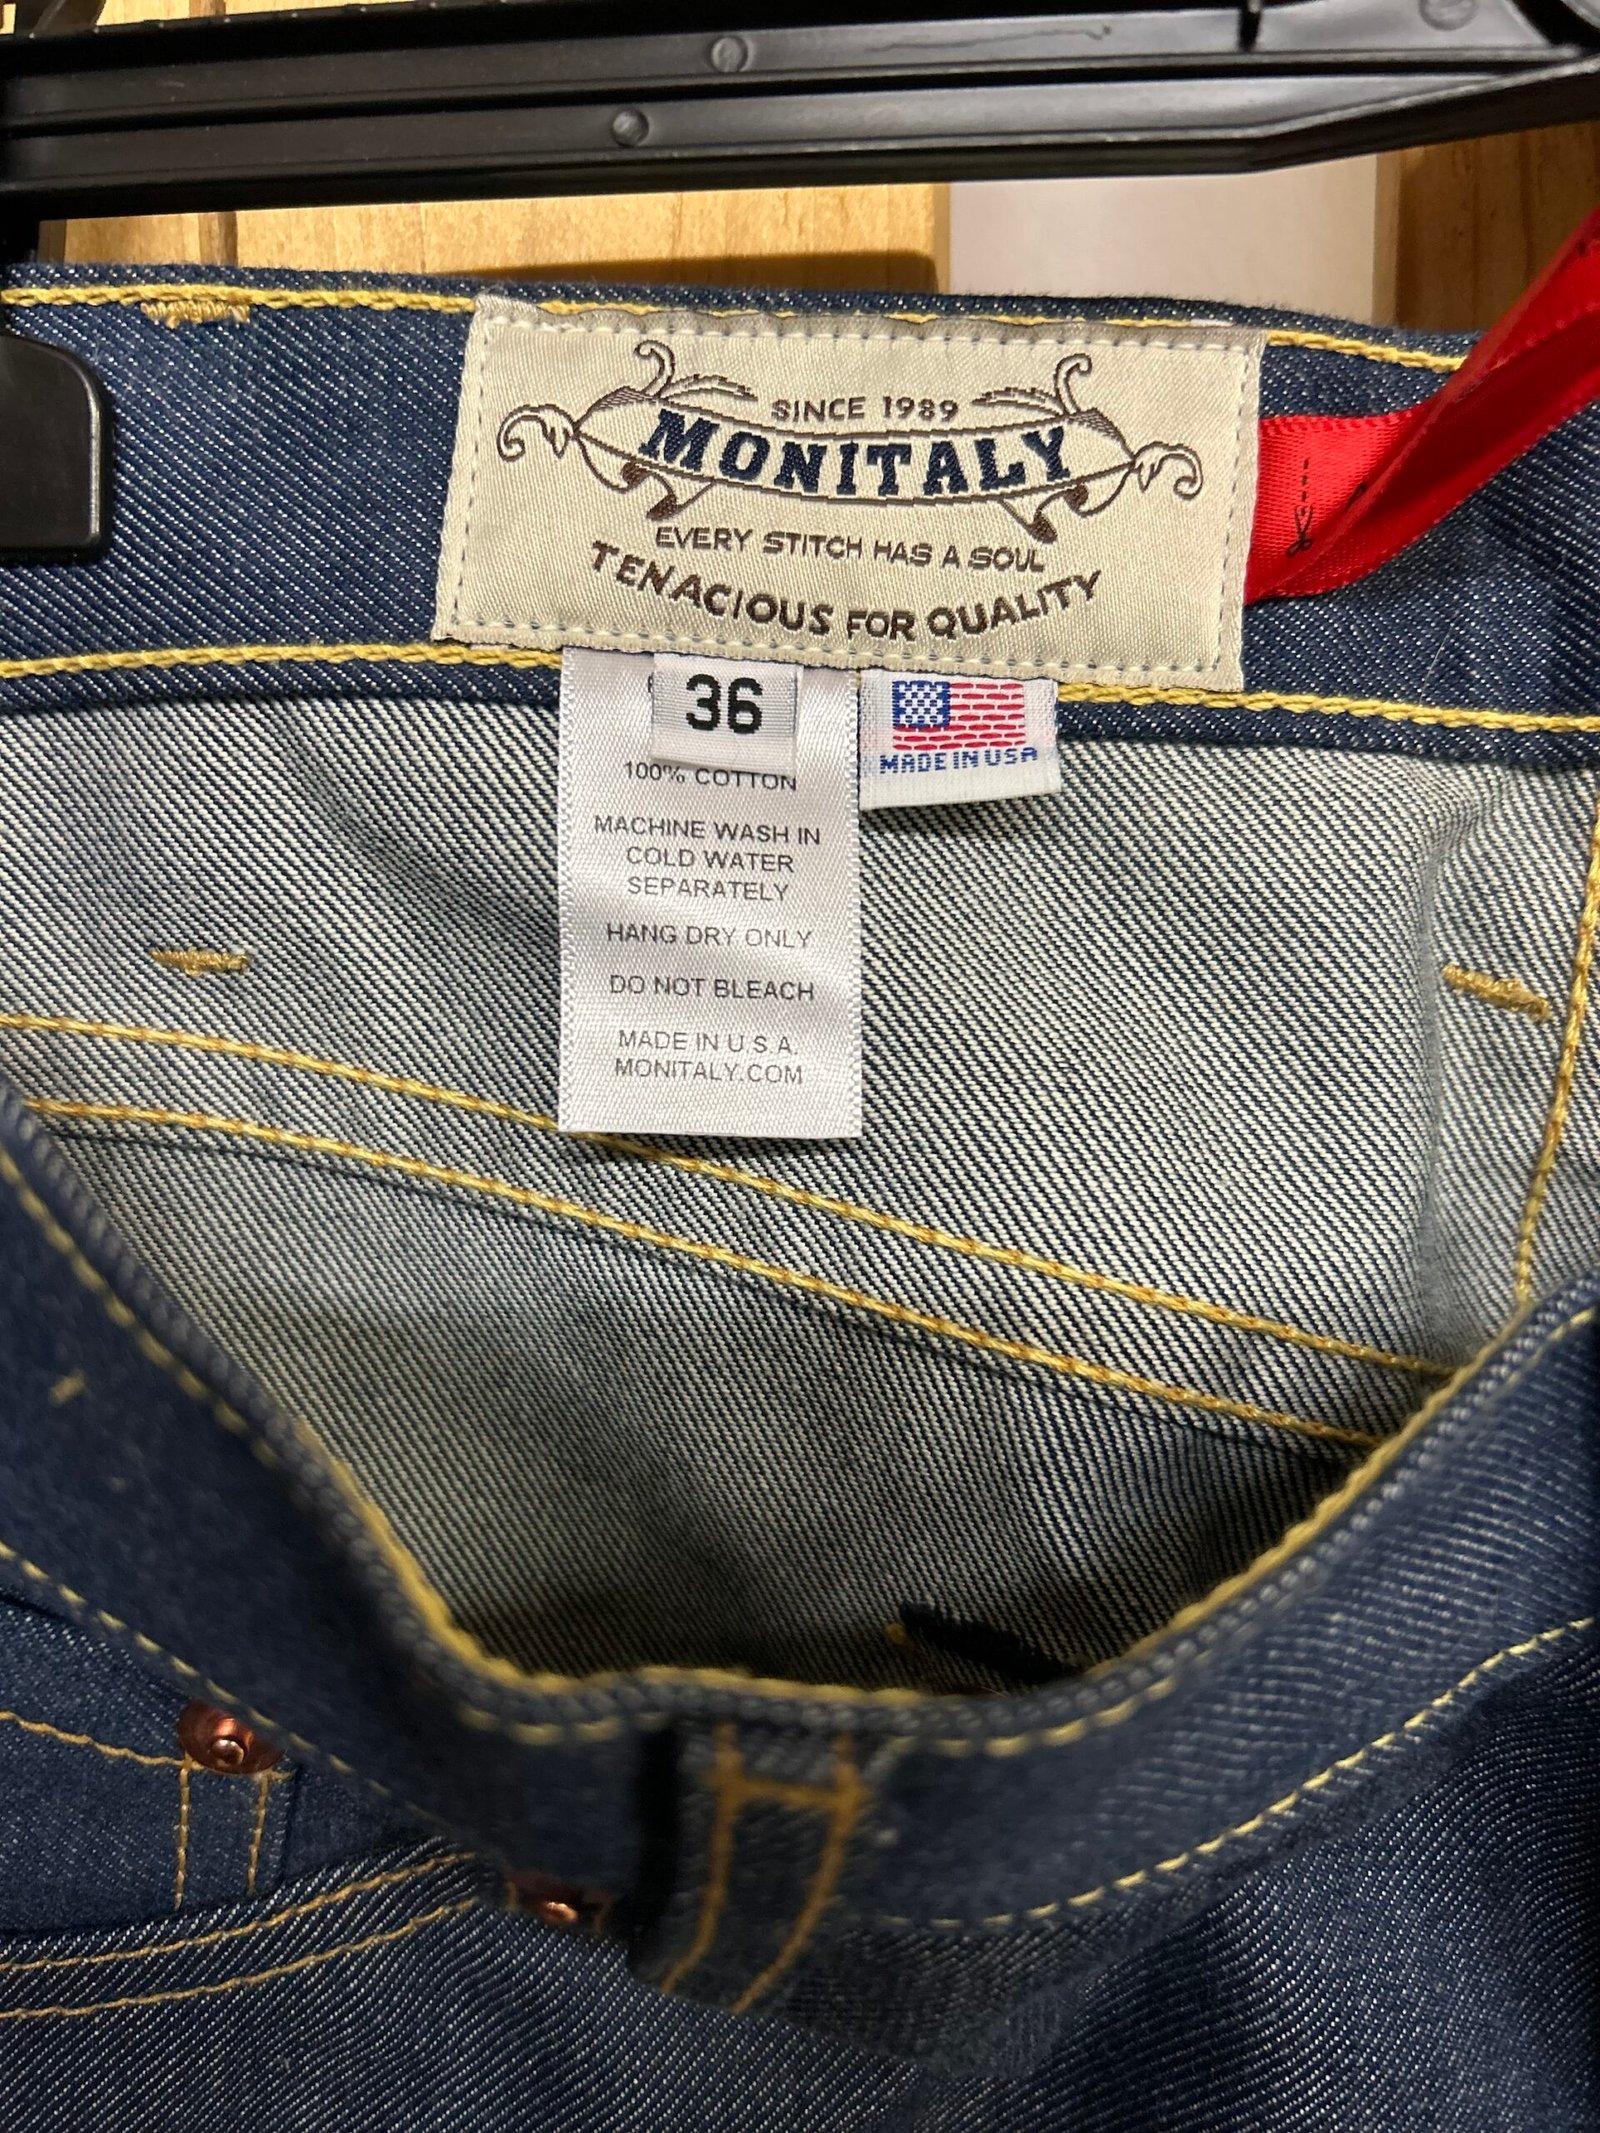 SINCE 1989
MONITALY
EVERY STITCH HAS A SOUL
TENACIOUS FOR QUALITY
36
MADE IN USA
100% COTTON
MACHINE WASH IN
COLD WATER
SEPARATELY
HANG DRY ONLY
DO NOT BLEACH
MADE IN U.S.A.
MONITALY.COM